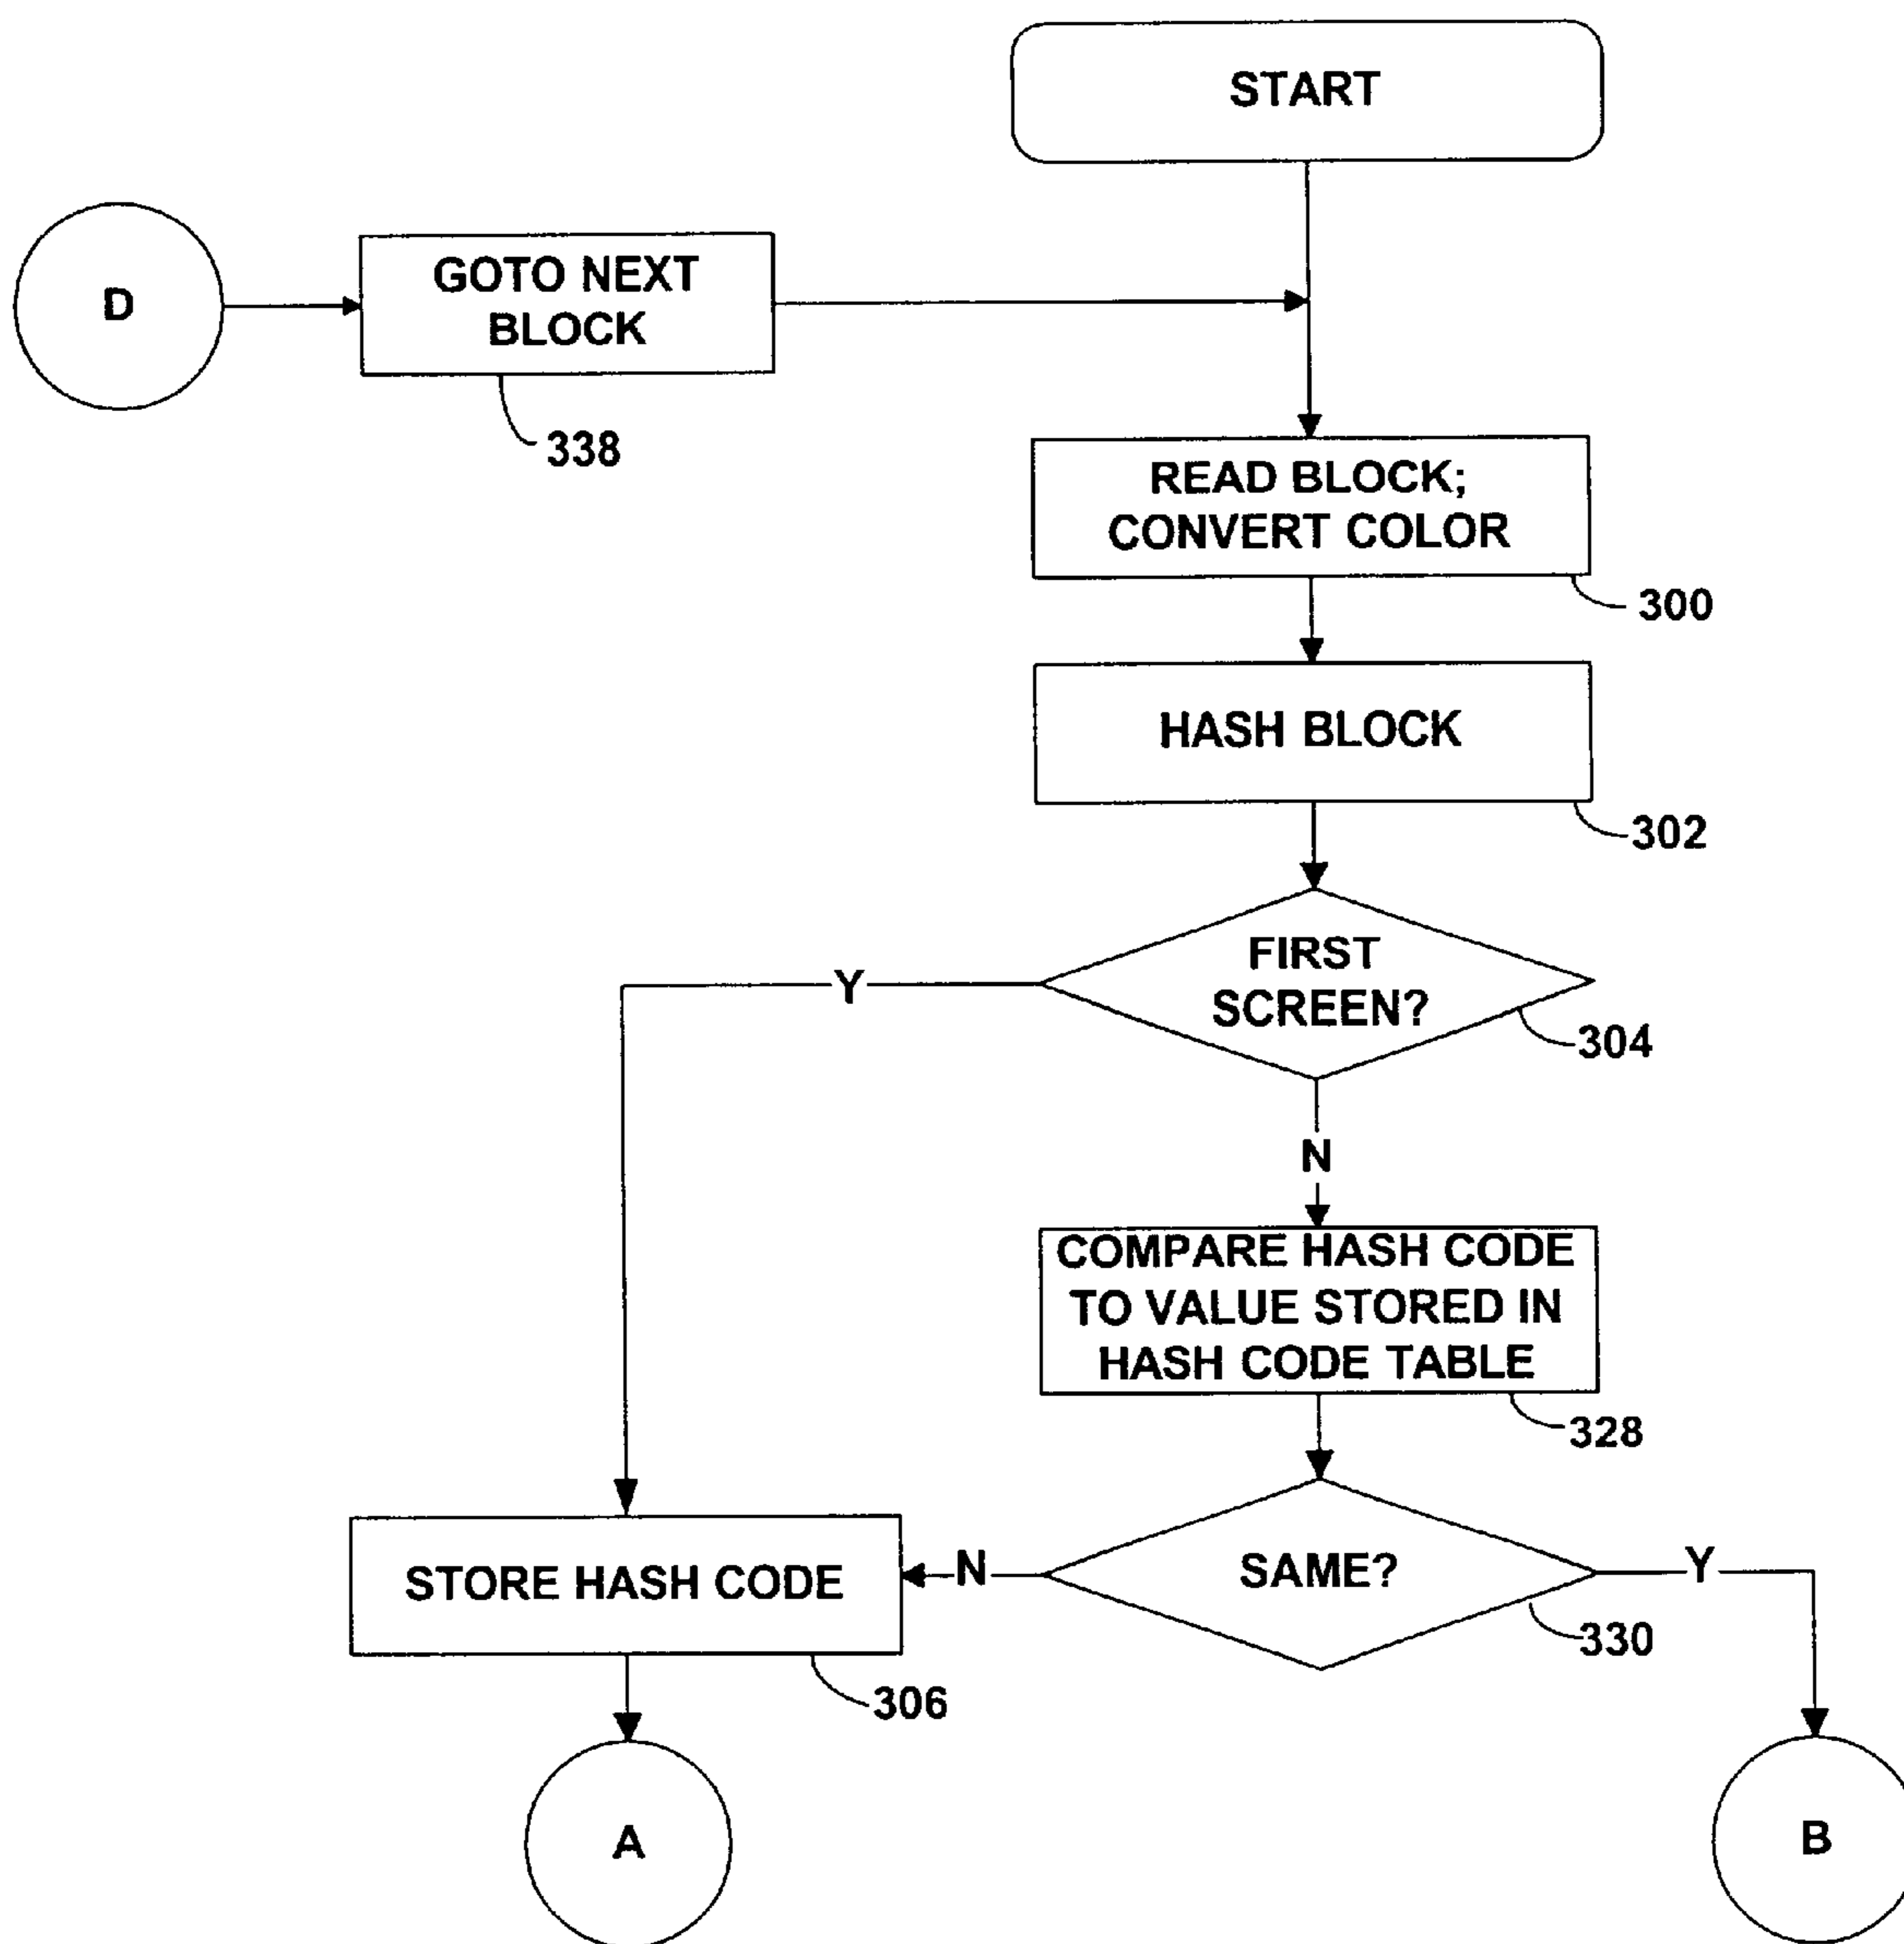 START
D
GOTO NEXT
BLOCK
338
READ BLOCK;
CONVERT COLOR
300
HASH BLOCK
302
FIRST
SCREEN?
Y
304
N
COMPARE HASH CODE
TO VALUE STORED IN
HASH CODE TABLE
328
STORE HASH CODE
N
SAME?
Y
330
306
A
B